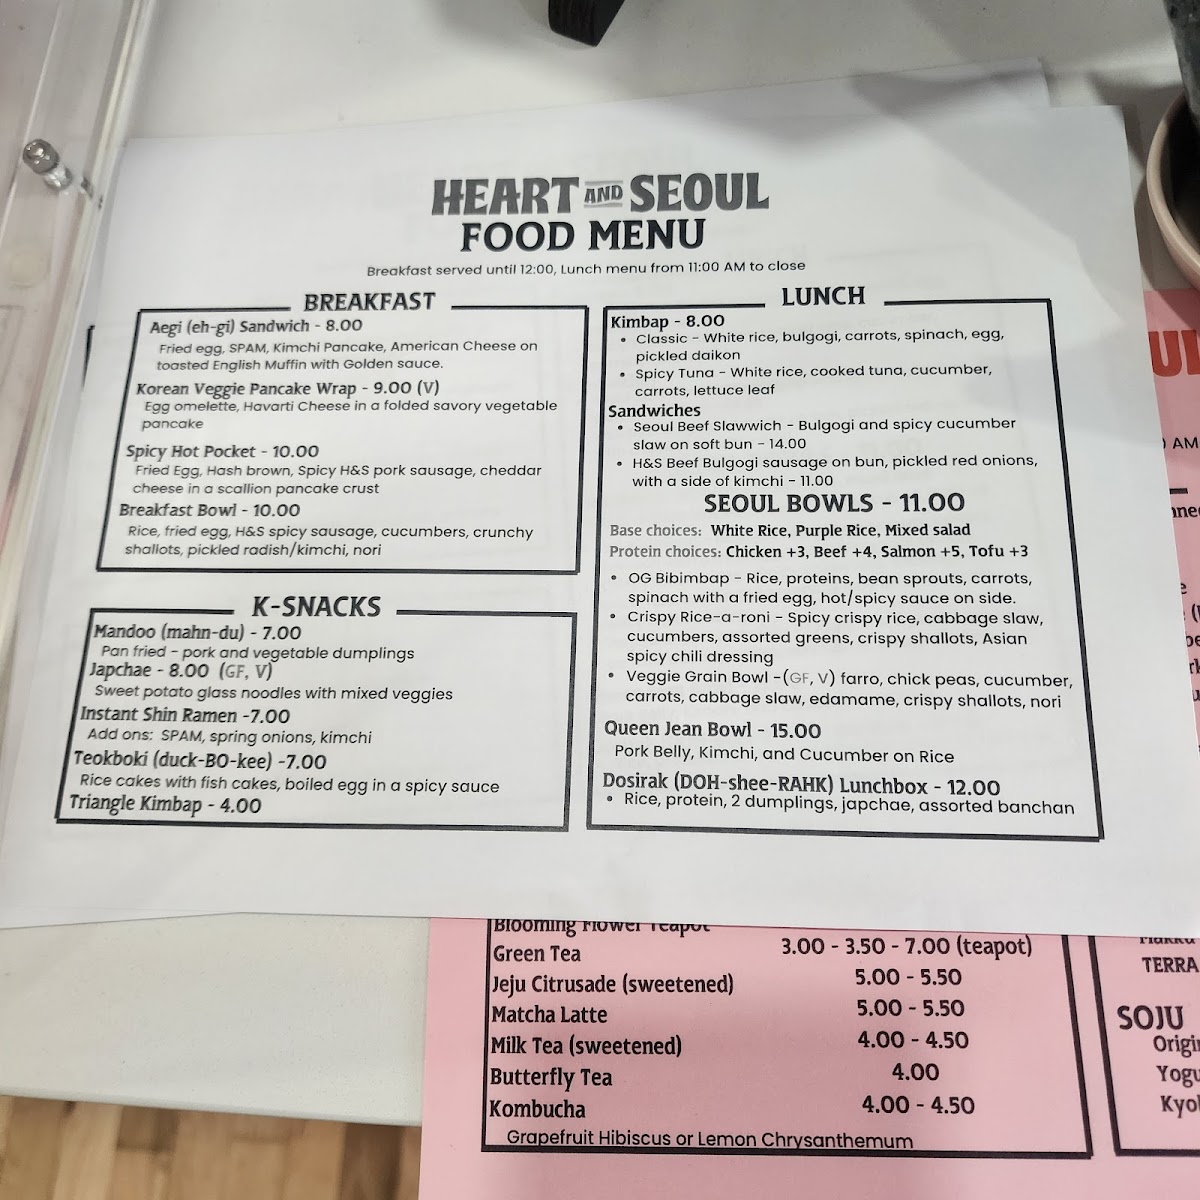 HEART AND SEOUL
FOOD MENU
Breakfast served until 12:00, Lunch menu from 11:00 AM to close
BREAKFAST
Aegi (eh-gi) Sandwich - 8.00
Fried egg, SPAM, Kimchi Pancake, American Cheese on
toasted English Muffin with Golden sauce.
Korean Veggie Pancake Wrap - 9.00 (V)
Egg omelette, Havarti Cheese in a folded savory vegetable
pancake
Spicy Hot Pocket - 10.00
Fried Egg, Hash brown, Spicy H&S pork sausage, cheddar
cheese in a scallion pancake crust
Breakfast Bowl - 10.00
Rice, fried egg, H&S spicy sausage, cucumbers, crunchy
shallots, pickled radish/kimchi, nori
K-SNACKS
Mandoo (mahn-du) - 7.00
Pan fried - pork and vegetable dumplings
Japchae - 8.00 (GF, V)
Sweet potato glass noodles with mixed veggies
Instant Shin Ramen -7.00
Add ons: SPAM, spring onions, kimchi
Teokboki (duck-BO-kee) -7.00
Rice cakes with fish cakes, boiled egg in a spicy sauce
Triangle Kimbap - 4.00
LUNCH
Kimbap - 8.00
• Classic - White rice, bulgogi, carrots, spinach, egg,
pickled daikon
• Spicy Tuna - White rice, cooked tuna, cucumber,
carrots, lettuce leaf
Sandwiches
• Seoul Beef Slawwich - Bulgogi and spicy cucumber
slaw on soft bun - 14.00
• H&S Beef Bulgogi sausage on bun, pickled red onions,
with a side of kimchi - 11.00
SEOUL BOWLS - 11.00
Base choices: White Rice, Purple Rice, Mixed salad
Protein choices: Chicken +3, Beef +4, Salmon +5, Tofu +3
• OG Bibimbap - Rice, proteins, bean sprouts, carrots,
spinach with a fried egg, hot/spicy sauce on side.
• Crispy Rice-a-roni - Spicy crispy rice, cabbage slaw,
cucumbers, assorted greens, crispy shallots, Asian
spicy chili dressing
• Veggie Grain Bowl -(GF, V) farro, chick peas, cucumber,
carrots, cabbage slaw, edamame, crispy shallots, nori
Queen Jean Bowl - 15.00
Pork Belly, Kimchi, and Cucumber on Rice
Dosirak (DOH-shee-RAHK) Lunchbox - 12.00
• Rice, protein, 2 dumplings, japchae, assorted banchan
Blooming Flower Teapot
Green Tea 3.00 - 3.50 - 7.00 (teapot)
Jeju Citrusade (sweetened) 5.00 - 5.50
Matcha Latte 5.00 - 5.50
Milk Tea (sweetened) 4.00 - 4.50
Butterfly Tea 4.00
Kombucha 4.00 - 4.50
Grapefruit Hibiscus or Lemon Chrysanthemum
AM
TERRA
SOJU